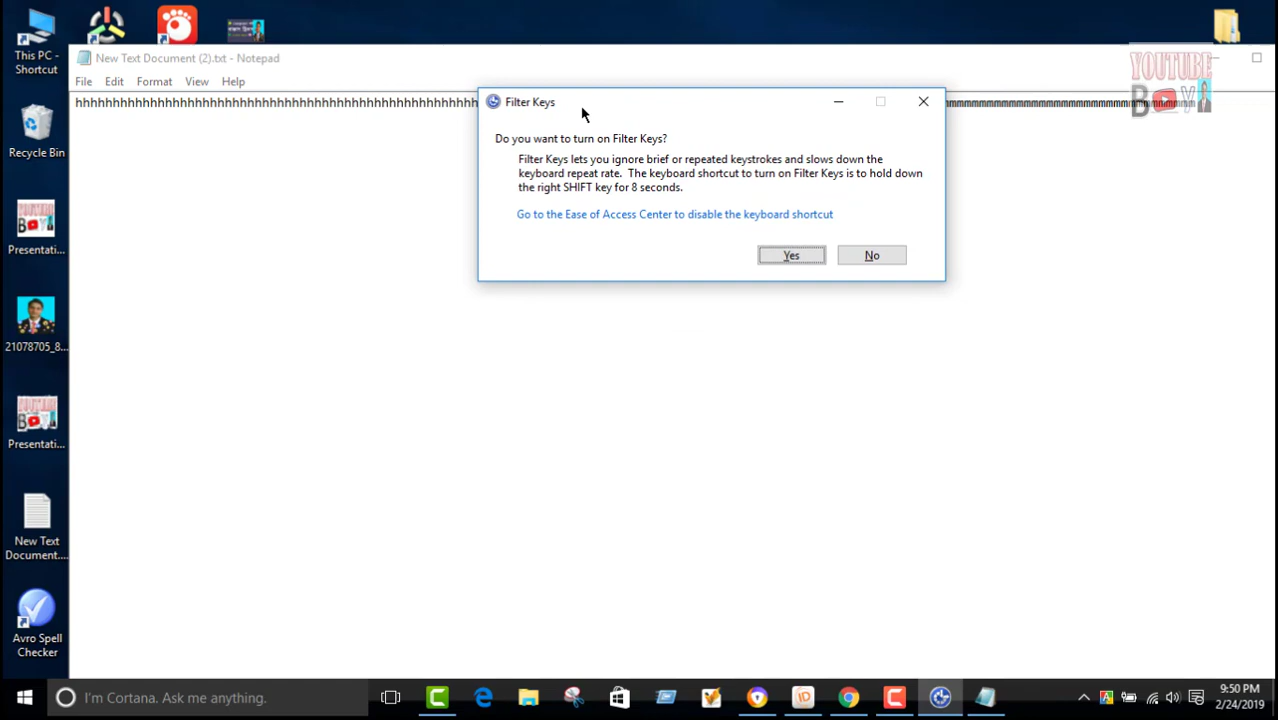 This PC -
Shortcut
Recycle Bin
Presentati...
21078705_8...
Presentati...
New Text
Document....
Avro Spell
Checker
New Text Document (2).txt - Notepad
File Edit Format View Help
YOUTUBE
BOY
Filter Keys
Do you want to turn on Filter Keys?
Filter Keys lets you ignore brief or repeated keystrokes and slows down the
keyboard repeat rate. The keyboard shortcut to turn on Filter Keys is to hold down
the right SHIFT key for 8 seconds.
Go to the Ease of Access Center to disable the keyboard shortcut
Yes No
I'm Cortana. Ask me anything.
9:50 PM
2/24/2019